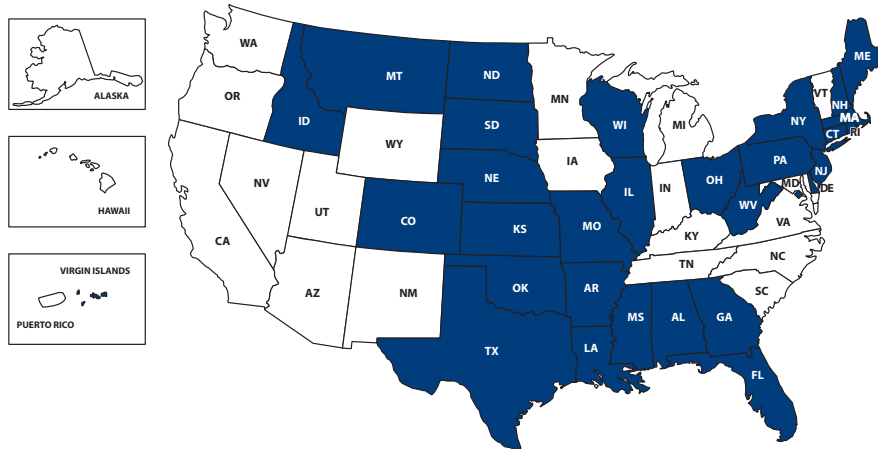 ALASKA
HAWAII
VIRGIN ISLANDS
PUERTO RICO
WA
MT
ND
ME
OR
MN
VT
NH
ID
WI
MI
NY
MA
SD
WY
CT
RI
IA
PA
NJ
NE
NV
IL
IN
OH
MD
DE
UT
CO
WV
KS
MO
VA
CA
KY
NC
TN
AZ
NM
OK
AR
SC
MS
AL
GA
TX
LA
FL